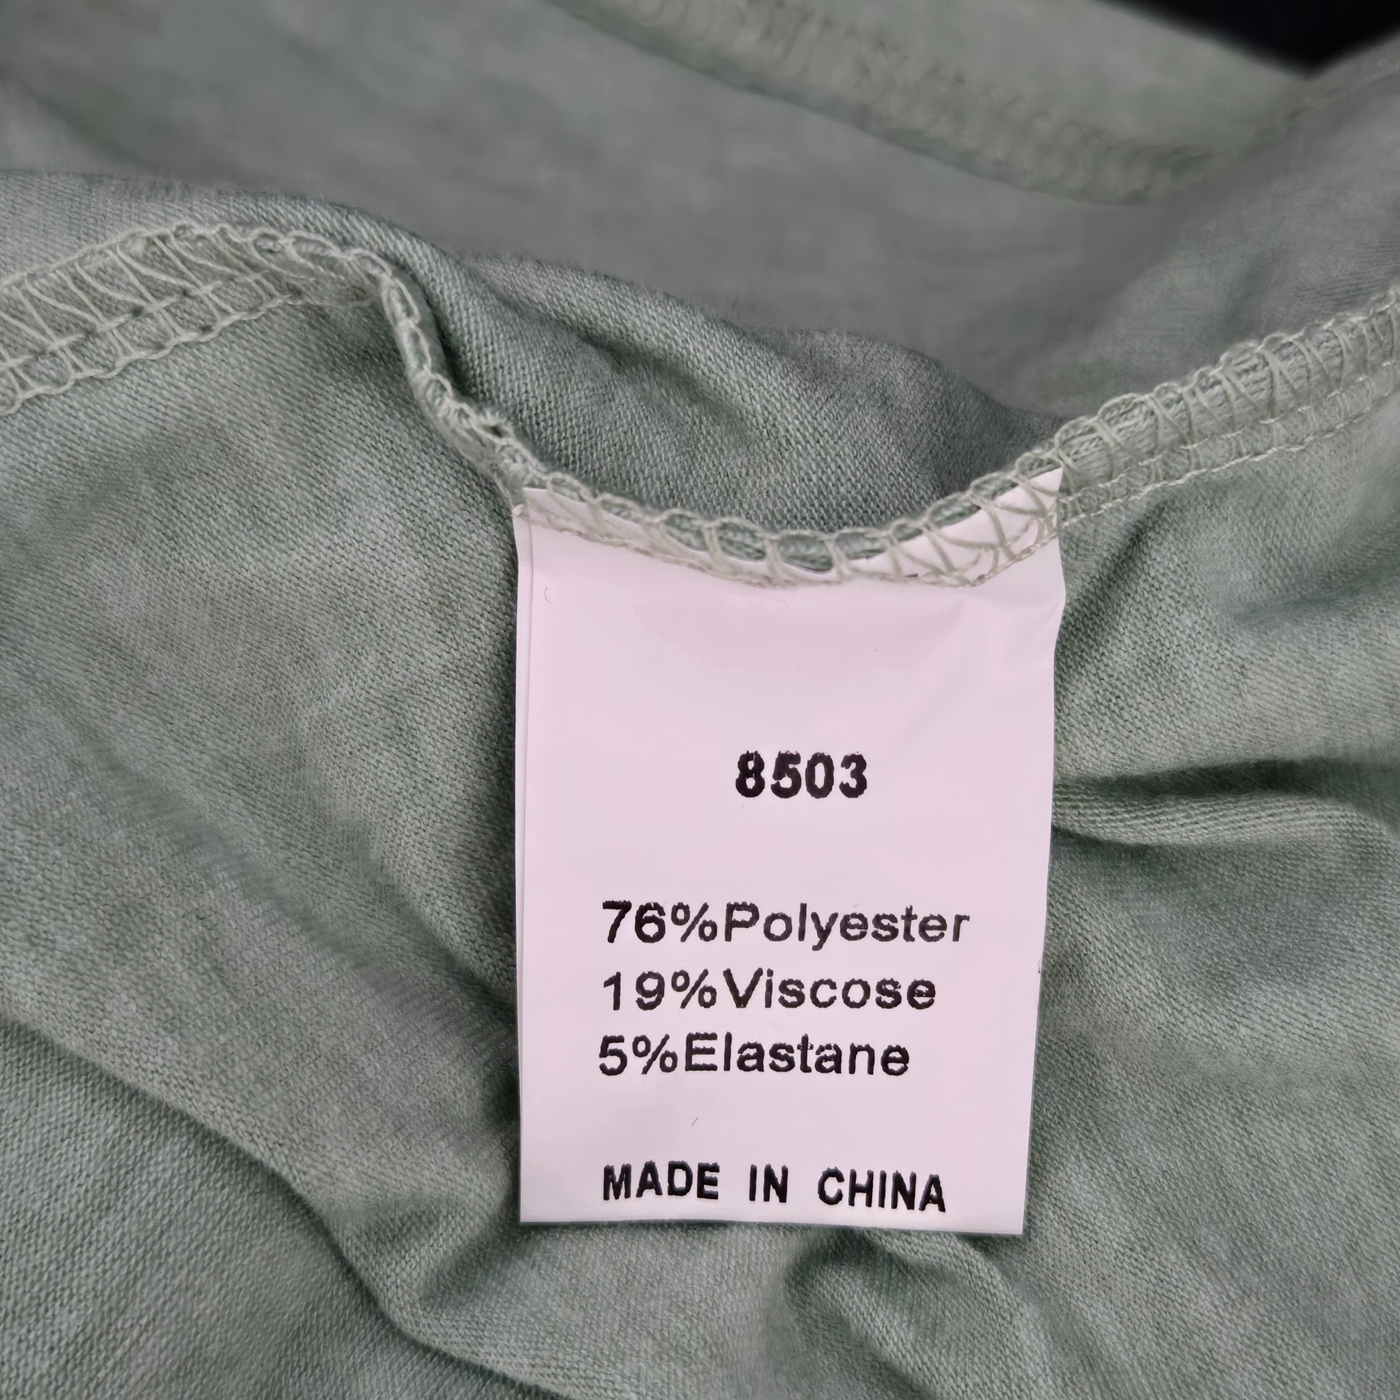 8503
76%Polyester
19%Viscose
5%Elastane
MADE IN CHINA